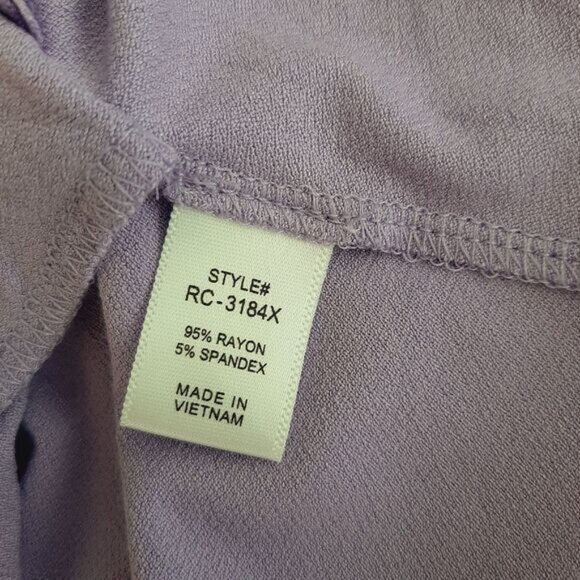 STYLE#
RC-3184X
95% RAYON
5% SPANDEX
MADE IN
VIETNAM